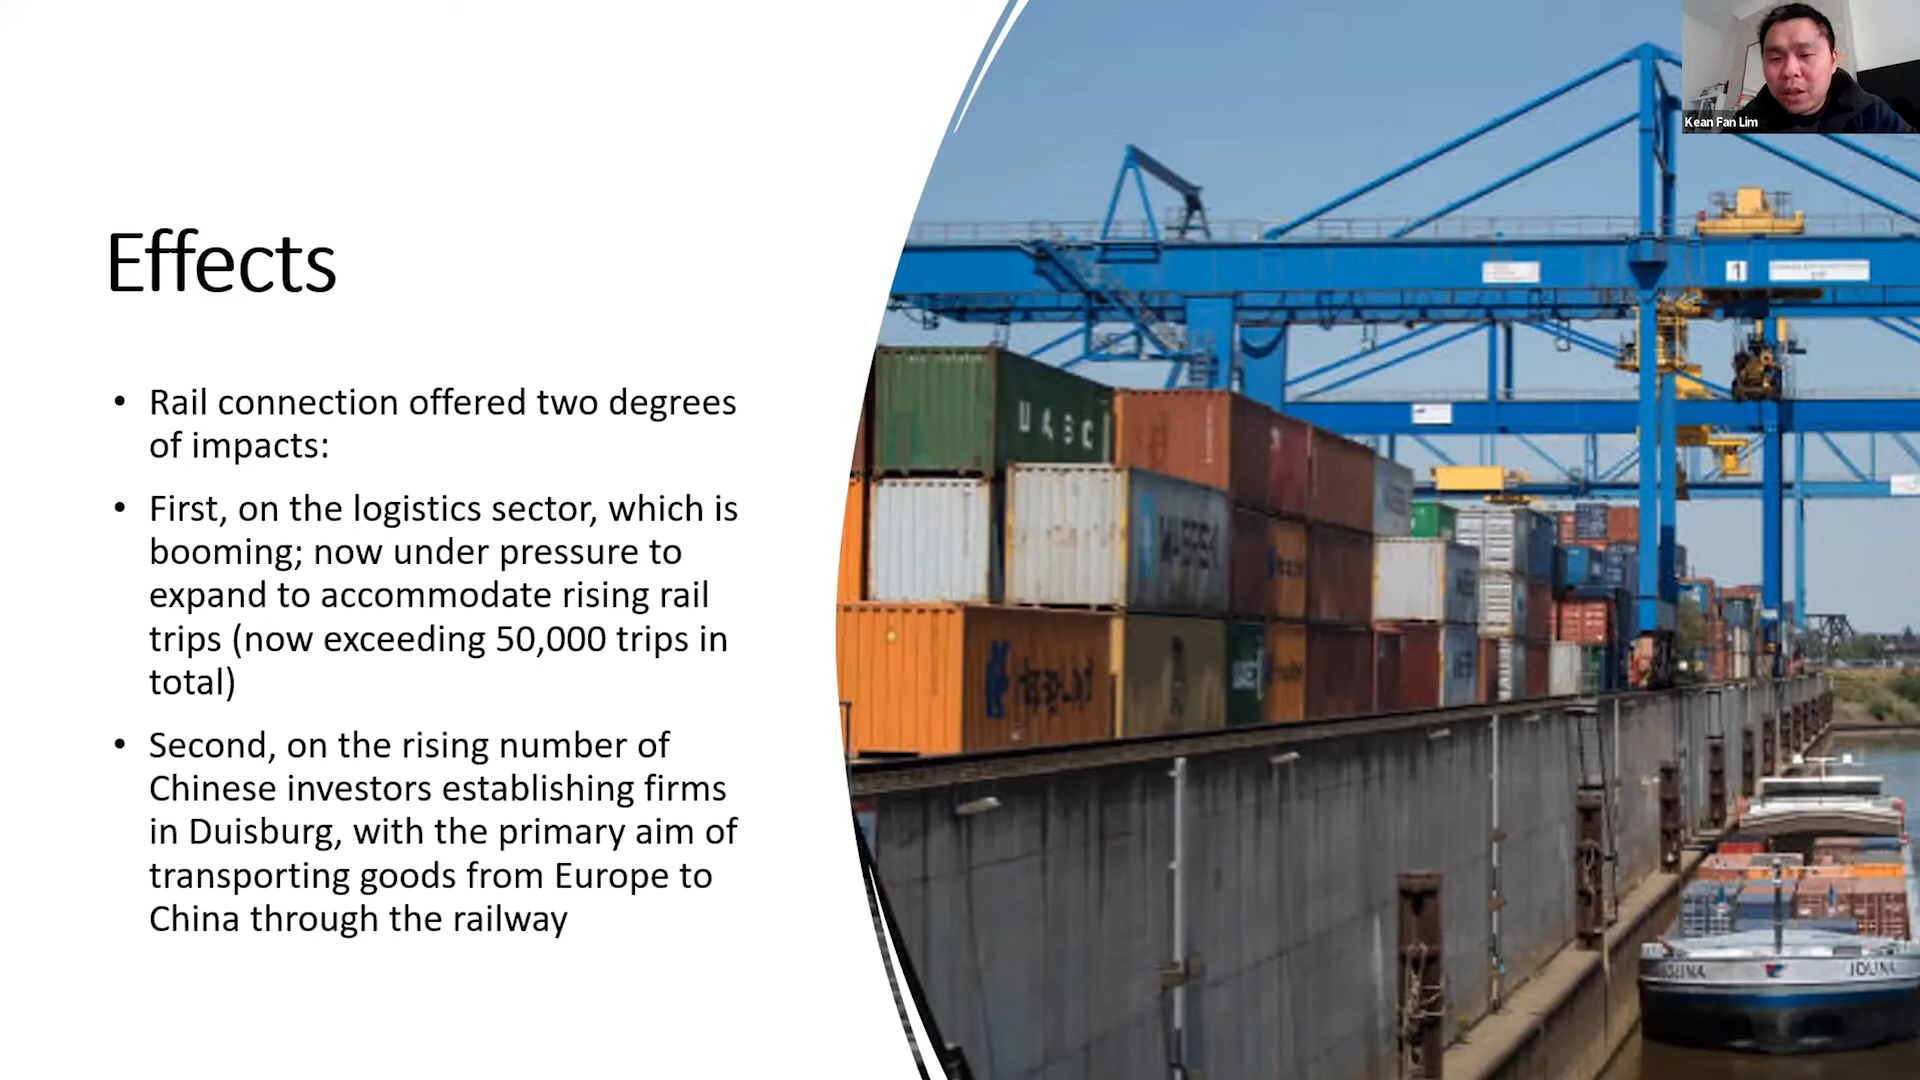 Kean Fan Lim
Effects
• Rail connection offered two degrees
of impacts:
• First, on the logistics sector, which is
booming; now under pressure to
expand to accommodate rising rail
trips (now exceeding 50,000 trips in
total)
• Second, on the rising number of
Chinese investors establishing firms
in Duisburg, with the primary aim of
transporting goods from Europe to
China through the railway
1
UASC